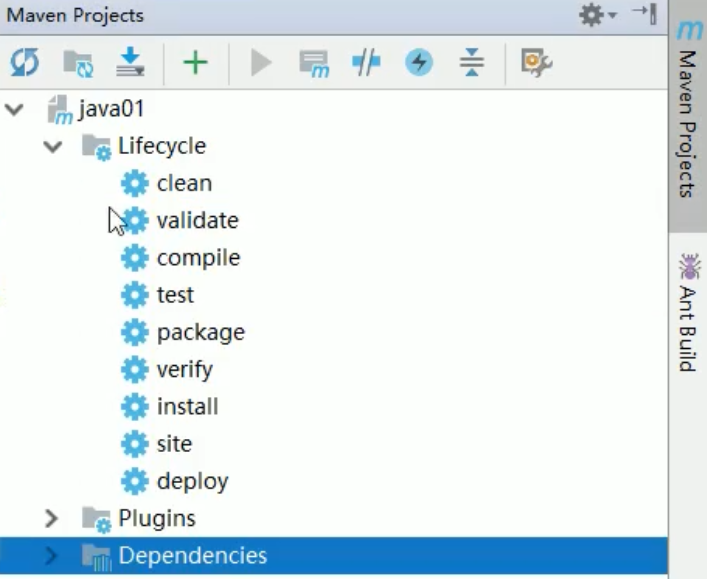 Maven Projects
java01
Lifecycle
clean
validate
compile
test
package
verify
install
site
deploy
Plugins
Dependencies
m Maven Projects
Ant Build